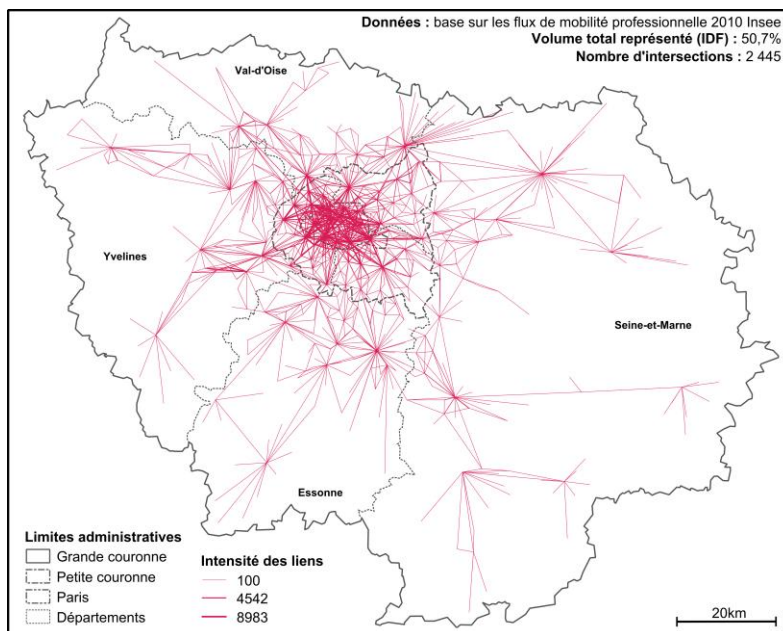 Données : base sur les flux de mobilité professionnelle 2010 Insee
Volume total représenté (IDF) : 50,7%
Nombre d'intersections : 2 445
Val-d'Oise
Yvelines
Seine-et-Marne
Essonne
Limites administratives
Grande couronne
Petite couronne
Paris
Départements
Intensité des liens
100
4542
8983
20km